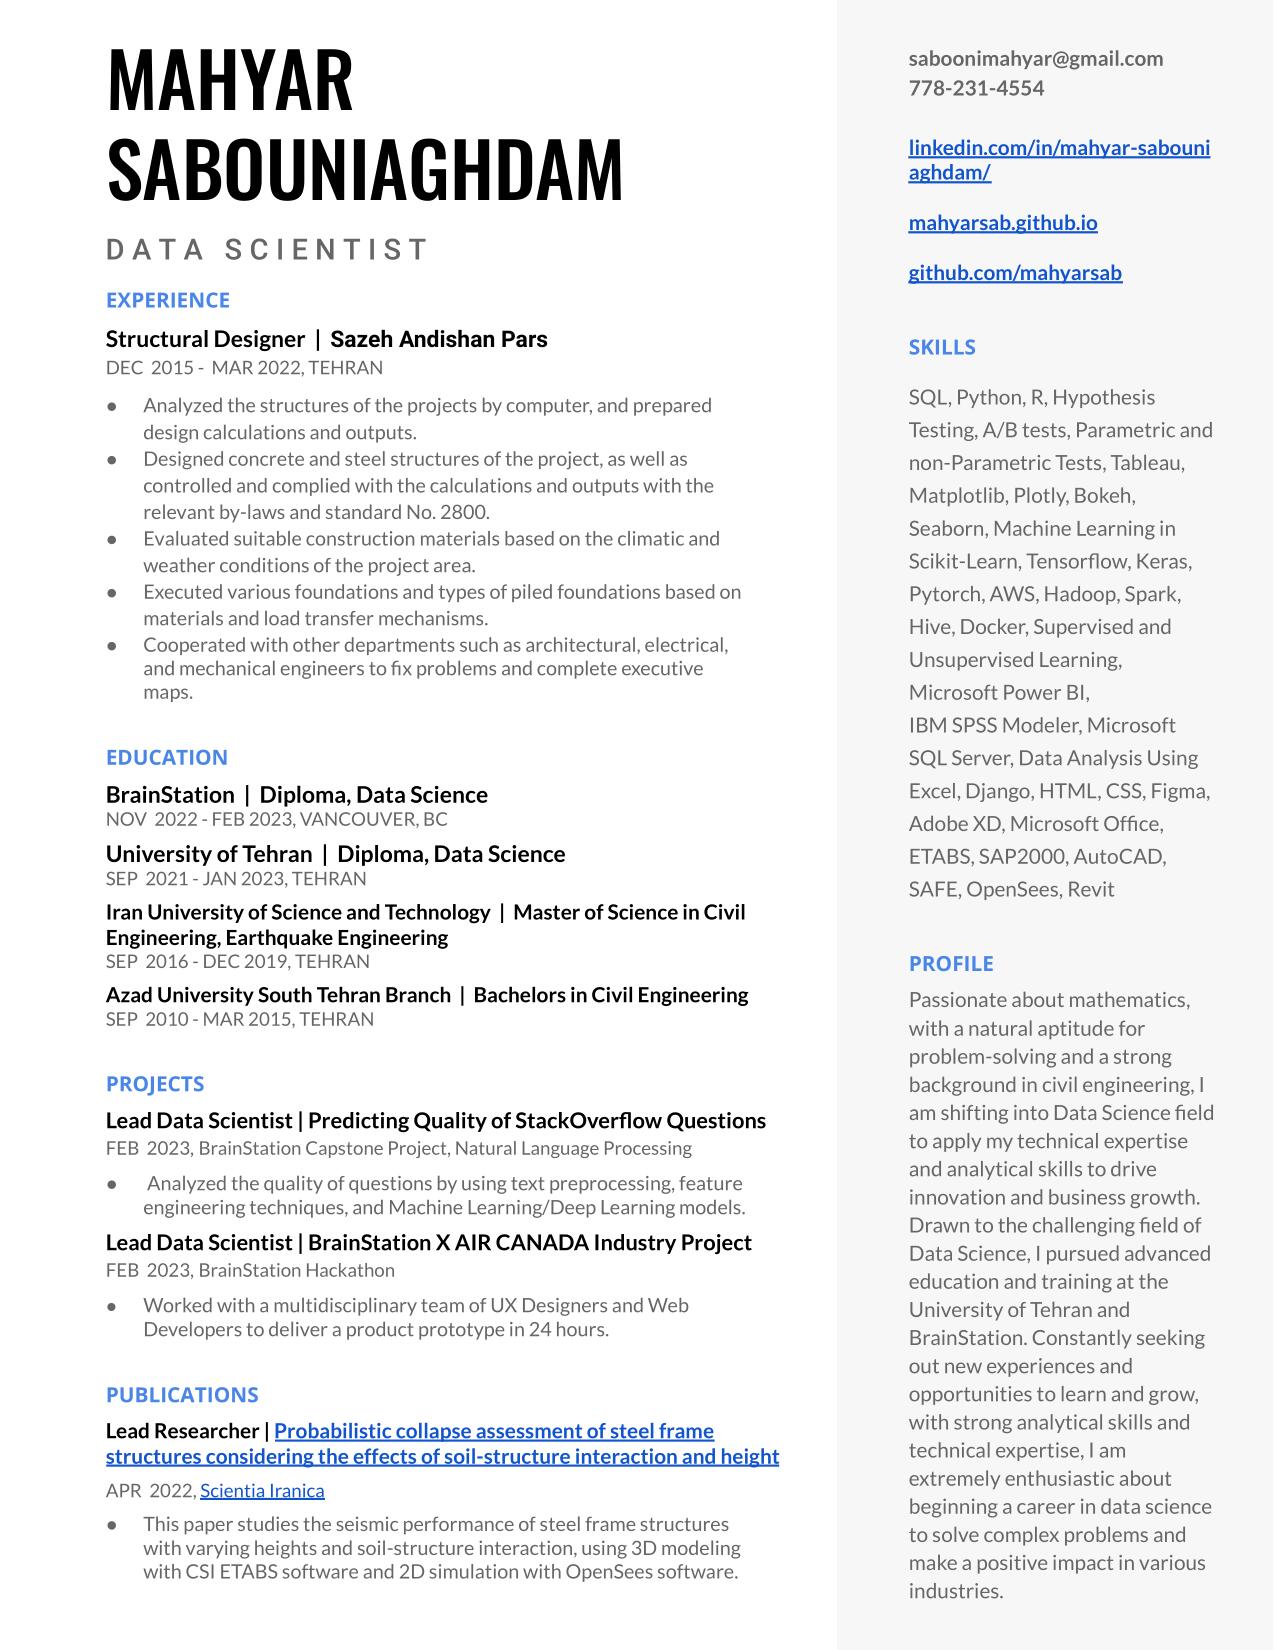 MAHYAR
SABOUNIAGHDAM
DATA SCIENTIST
EXPERIENCE
Structural Designer | Sazeh Andishan Pars
DEC 2015 - MAR 2022, TEHRAN
● Analyzed the structures of the projects by computer, and prepared
design calculations and outputs.
● Designed concrete and steel structures of the project, as well as
controlled and complied with the calculations and outputs with the
relevant by-laws and standard No. 2800.
● Evaluated suitable construction materials based on the climatic and
weather conditions of the project area.
● Executed various foundations and types of piled foundations based on
materials and load transfer mechanisms.
● Cooperated with other departments such as architectural, electrical,
and mechanical engineers to fix problems and complete executive
maps.
EDUCATION
BrainStation | Diploma, Data Science
NOV 2022 - FEB 2023, VANCOUVER, BC
University of Tehran | Diploma, Data Science
SEP 2021 - JAN 2023, TEHRAN
Iran University of Science and Technology | Master of Science in Civil
Engineering, Earthquake Engineering
SEP 2016 - DEC 2019, TEHRAN
Azad University South Tehran Branch | Bachelors in Civil Engineering
SEP 2010 - MAR 2015, TEHRAN
PROJECTS
Lead Data Scientist | Predicting Quality of StackOverflow Questions
FEB 2023, BrainStation Capstone Project, Natural Language Processing
● Analyzed the quality of questions by using text preprocessing, feature
engineering techniques, and Machine Learning/Deep Learning models.
Lead Data Scientist | BrainStation X AIR CANADA Industry Project
FEB 2023, BrainStation Hackathon
● Worked with a multidisciplinary team of UX Designers and Web
Developers to deliver a product prototype in 24 hours.
PUBLICATIONS
Lead Researcher | Probabilistic collapse assessment of steel frame
structures considering the effects of soil-structure interaction and height
APR 2022, Scientia Iranica
● This paper studies the seismic performance of steel frame structures
with varying heights and soil-structure interaction, using 3D modeling
with CSI ETABS software and 2D simulation with OpenSees software.
saboonimahyar@gmail.com
778-231-4554
linkedin.com/in/mahyar-sabouni
aghdam/
mahyarsab.github.io
github.com/mahyarsab
SKILLS
SQL, Python, R, Hypothesis
Testing, A/B tests, Parametric and
non-Parametric Tests, Tableau,
Matplotlib, Plotly, Bokeh,
Seaborn, Machine Learning in
Scikit-Learn, Tensorflow, Keras,
Pytorch, AWS, Hadoop, Spark,
Hive, Docker, Supervised and
Unsupervised Learning,
Microsoft Power BI,
IBM SPSS Modeler, Microsoft
SQL Server, Data Analysis Using
Excel, Django, HTML, CSS, Figma,
Adobe XD, Microsoft Office,
ETABS, SAP2000, AutoCAD,
SAFE, OpenSees, Revit
PROFILE
Passionate about mathematics,
with a natural aptitude for
problem-solving and a strong
background in civil engineering, I
am shifting into Data Science field
to apply my technical expertise
and analytical skills to drive
innovation and business growth.
Drawn to the challenging field of
Data Science, I pursued advanced
education and training at the
University of Tehran and
BrainStation. Constantly seeking
out new experiences and
opportunities to learn and grow,
with strong analytical skills and
technical expertise, I am
extremely enthusiastic about
beginning a career in data science
to solve complex problems and
make a positive impact in various
industries.